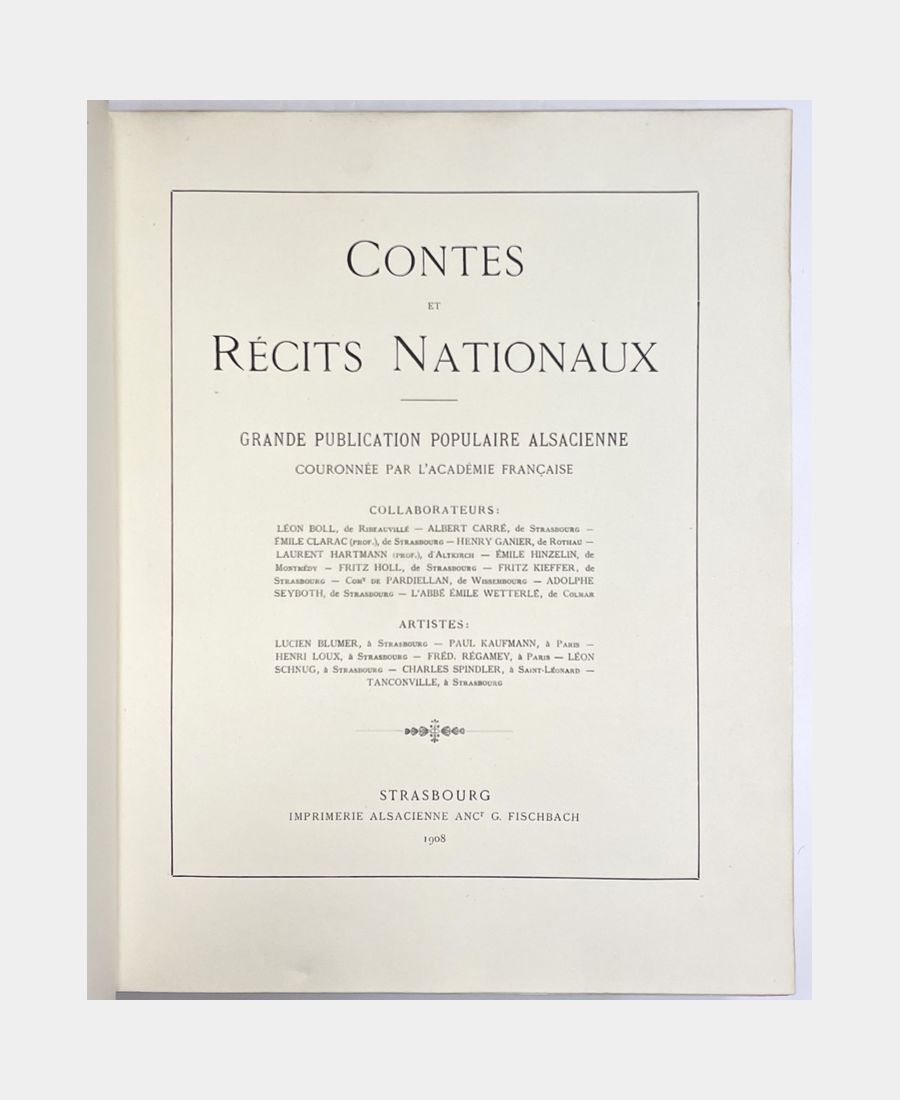 CONTES
ET
RÉCITS NATIONAUX
GRANDE PUBLICATION POPULAIRE ALSACIENNE
COURONNÉE PAR L'ACADÉMIE FRANÇAISE
COLLABORATEURS:
LÉON BOLL, de RIBEAUVILLÉ — ALBERT CARRÉ, de STRASBOURG —
ÉMILE CLARAC (PROF.), de STRASBOURG — HENRY GANIER, de ROTHAU —
LAURENT HARTMANN (PROF.), d'ALTKIRCH — ÉMILE HINZELIN, de
MONTMÉDY — FRITZ HOLL, de STRASBOURG — FRITZ KIEFFER, de
STRASBOURG — COMᵗ DE PARDIELLAN, de WISSEMBOURG — ADOLPHE
SEYBOTH, de STRASBOURG — L'ABBÉ ÉMILE WETTERLÉ, de COLMAR
ARTISTES:
LUCIEN BLUMER, à STRASBOURG — PAUL KAUFMANN, à PARIS —
HENRI LOUX, à STRASBOURG — FRÉD. RÉGAMEY, à PARIS — LÉON
SCHNUG, à STRASBOURG — CHARLES SPINDLER, à SAINT-LÉONARD —
TANCONVILLE, à STRASBOURG
STRASBOURG
IMPRIMERIE ALSACIENNE ANCᵀ G. FISCHBACH
1908